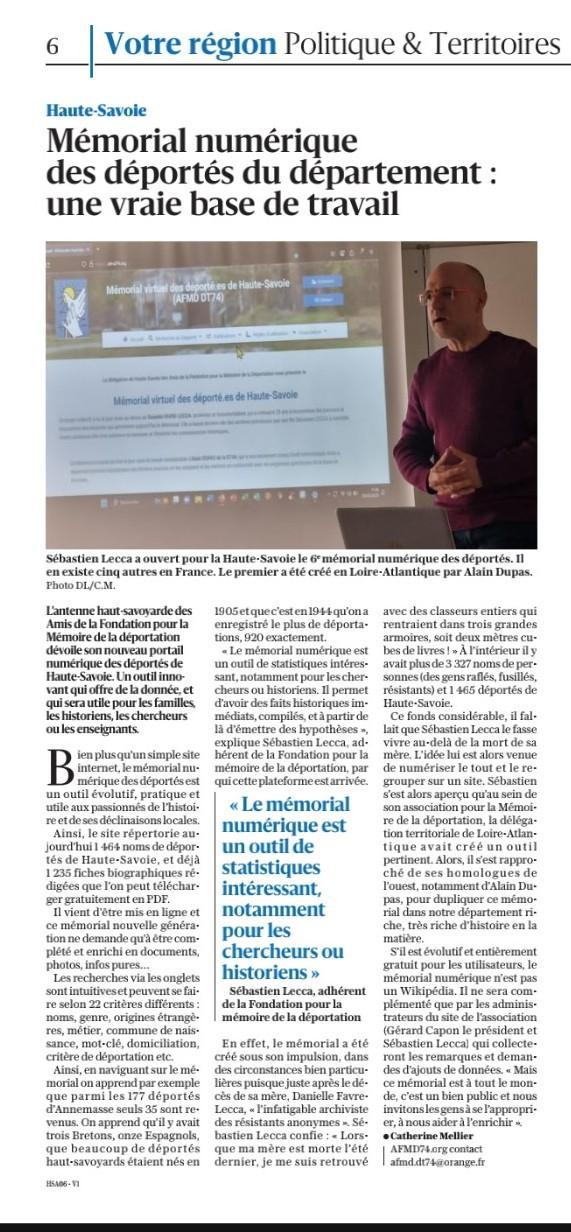 6
Votre région Politique & Territoires
Haute-Savoie
Mémorial numérique
des déportés du département :
une vraie base de travail
Mémorial virtuel des déporté.es de Haute-Savoie
(AFMD DT74)
Mémorial virtuel des déporté.es de Haute-Savoie
Sébastien Lecca a ouvert pour la Haute-Savoie le 6e mémorial numérique des déportés. Il
en existe cinq autres en France. Le premier a été créé en Loire-Atlantique par Alain Dupas.
Photo DL/C.M.
L'antenne haut-savoyarde des
Amis de la Fondation pour la
Mémoire de la déportation
dévoile son nouveau portail
numérique des déportés de
Haute-Savoie. Un outil inno-
vant qui offre de la donnée, et
qui sera utile pour les familles,
les historiens, les chercheurs
ou les enseignants.
Bien plus qu'un simple site
internet, le mémorial nu-
mérique des déportés est
un outil évolutif, pratique et
utile aux passionnés de l'histoi-
re et de ses déclinaisons locales.
Ainsi, le site répertorie au-
jourd'hui 1 464 noms de dépor-
tés de Haute-Savoie, et déjà
1 235 fiches biographiques ré-
digées que l'on peut téléchar-
ger gratuitement en PDF.
Il vient d'être mis en ligne et
ce mémorial nouvelle généra-
tion ne demande qu'à être com-
plété et enrichi en documents,
photos, infos pures...
Les recherches via les onglets
sont intuitives et peuvent se fai-
re selon 22 critères différents :
noms, genre, origines étrangè-
res, métier, commune de nais-
sance, mot-clé, domiciliation,
critère de déportation etc.
Ainsi, en naviguant sur le mé-
morial on apprend par exemple
que parmi les 177 déportés
d'Annemasse seuls 35 sont re-
venus. On apprend qu'il y avait
trois Bretons, onze Espagnols,
que beaucoup de déportés
haut-savoyards étaient nés en
1905 et que c'est en 1944 qu'on a
enregistré le plus de déporta-
tions, 920 exactement.
« Le mémorial numérique est
un outil de statistiques intéres-
sant, notamment pour les cher-
cheurs ou historiens. Il permet
d'avoir des faits historiques im-
médiats, compilés, et à partir de
là d'émettre des hypothèses »,
explique Sébastien Lecca, ad-
hérent de la Fondation pour la
mémoire de la déportation, par
qui cette plateforme est arrivée.
« Le mémorial
numérique est
un outil de
statistiques
intéressant,
notamment
pour les
chercheurs ou
historiens »
Sébastien Lecca, adhérent
de la Fondation pour la
mémoire de la déportation
En effet, le mémorial a été
créé sous son impulsion, dans
des circonstances bien particu-
lières puisque juste après le dé-
cès de sa mère, Danielle Favre-
Lecca, « l'infatigable archiviste
des résistants anonymes ». Sé-
bastien Lecca confie : « Lors-
que ma mère est morte l'été
dernier, je me suis retrouvé
avec des classeurs entiers qui
rentraient dans trois grandes
armoires, soit deux mètres cu-
bes de livres ! » À l'intérieur il y
avait plus de 3 327 noms de per-
sonnes (des gens raflés, fusillés,
résistants) et 1 465 déportés de
Haute-Savoie.
Ce fonds considérable, il fal-
lait que Sébastien Lecca le fasse
vivre au-delà de la mort de sa
mère. L'idée lui est alors venue
de numériser le tout et le re-
grouper sur un site. Sébastien
s'est alors aperçu qu'au sein de
son association pour la Mémoi-
re de la déportation, la déléga-
tion territoriale de Loire-Atlan-
tique avait créé un outil
pertinent. Alors, il s'est rappro-
ché de ses homologues de
l'ouest, notamment d'Alain Du-
pas, pour dupliquer ce mémo-
rial dans notre département ri-
che, très riche d'histoire en la
matière.
S'il est évolutif et entièrement
gratuit pour les utilisateurs, le
mémorial numérique n'est pas
un Wikipédia. Il ne sera com-
plémenté que par les adminis-
trateurs du site de l'association
(Gérard Capon le président et
Sébastien Lecca) qui collecte-
ront les remarques et deman-
des d'ajouts de données. « Mais
ce mémorial est à tout le mon-
de, c'est un bien public et nous
invitons les gens à se l'appropri-
er, à nous aider à l'enrichir ».
● Catherine Mellier
AFMD74.org contact
afmd.dt74@orange.fr
HSA06 - V1